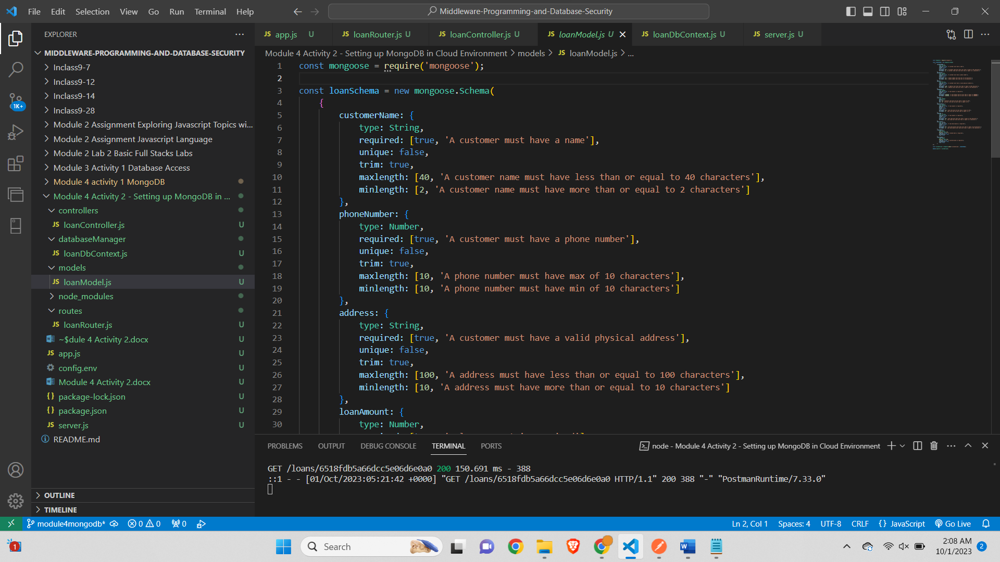 File Edit Selection View Go Run Terminal Help
Middleware-Programming-and-Database-Security
EXPLORER
MIDDLEWARE-PROGRAMMING-AND-DATABASE-SECURITY
Inclass9-7
Inclass9-12
Inclass9-14
Inclass9-28
Module 2 Assignment Exploring Javascript Topics wi...
Module 2 Assignment Javascript Language
Module 2 Lab 2 Basic Full Stacks Labs
Module 3 Activity 1 Database Access
Module 4 activity 1 MongoDB
Module 4 Activity 2 - Setting up MongoDB in ...
controllers
JS loanController.js U
databaseManager
JS loanDbContext.js U
models
JS loanModel.js U
node_modules
routes
JS loanRouter.js U
~$dule 4 Activity 2.docx U
JS app.js U
config.env U
Module 4 Activity 2.docx U
{} package-lock.json U
{} package.json U
JS server.js U
README.md
OUTLINE
TIMELINE
1K+
JS app.js U JS loanRouter.js U JS loanController.js U JS loanModel.js U JS loanDbContext.js U JS server.js U
Module 4 Activity 2 - Setting up MongoDB in Cloud Environment > models > JS loanModel.js > ...
1 const mongoose = require('mongoose');
2
3 const loanSchema = new mongoose.Schema(
4 {
5 customerName: {
6 type: String,
7 required: [true, 'A customer must have a name'],
8 unique: false,
9 trim: true,
10 maxlength: [40, 'A customer name must have less than or equal to 40 characters'],
11 minlength: [2, 'A customer name must have more than or equal to 2 characters']
12 },
13 phoneNumber: {
14 type: Number,
15 required: [true, 'A customer must have a phone number'],
16 unique: false,
17 trim: true,
18 maxlength: [10, 'A phone number must have max of 10 characters'],
19 minlength: [10, 'A phone number must have min of 10 characters']
20 },
21 address: {
22 type: String,
23 required: [true, 'A customer must have a valid physical address'],
24 unique: false,
25 trim: true,
26 maxlength: [100, 'A address must have less than or equal to 100 characters'],
27 minlength: [10, 'A address must have more than or equal to 10 characters']
28 },
29 loanAmount: {
30 type: Number,
PROBLEMS OUTPUT DEBUG CONSOLE TERMINAL PORTS
node - Module 4 Activity 2 - Setting up MongoDB in Cloud Environment
GET /loans/6518fdb5a66dcc5e06d6e0a0 200 150.691 ms - 388
::1 - - [01/Oct/2023:05:21:42 +0000] "GET /loans/6518fdb5a66dcc5e06d6e0a0 HTTP/1.1" 200 388 "-" "PostmanRuntime/7.33.0"
module4mongodb* 0 0 0
Ln 2, Col 1 Spaces: 4 UTF-8 CRLF {} JavaScript Go Live
1
Search
2:08 AM
10/1/2023
2